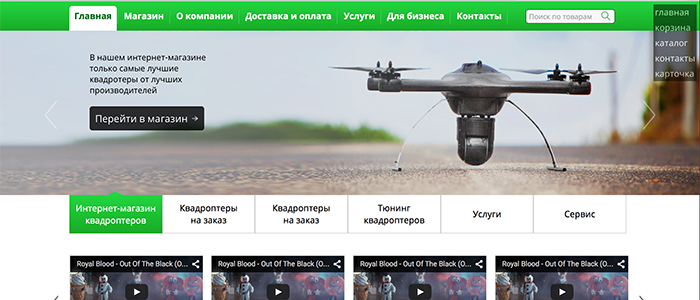 Главная Магазин О компании Доставка и оплата Услуги Для бизнеса Контакты Поиск по товарам
главная
корзина
каталог
контакты
карточка
В нашем интернет-магазине
только самые лучшие
квадротеры от лучших
производителей
Перейти в магазин →
Интернет-магазин
квадроптеров
Квадроптеры
на заказ
Квадроптеры
на заказ
Тюнинг
квадроптеров
Услуги
Сервис
Royal Blood - Out Of The Black (O...
Royal Blood - Out Of The Black (O...
Royal Blood - Out Of The Black (O...
Royal Blood - Out Of The Black (O...